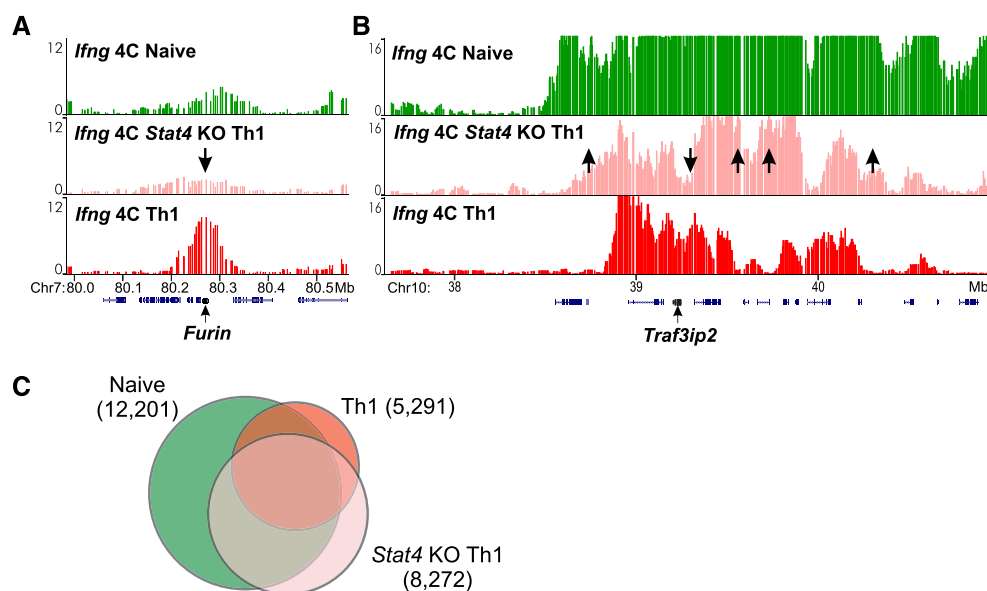 A
B
12
Ifng 4C Naive
0
12
Ifng 4C Stat4 KO Th1
0
12
Ifng 4C Th1
0
Chr7:80.0 80.1 80.2 80.3 80.4 80.5Mb
Furin
16
Ifng 4C Naive
0
16
Ifng 4C Stat4 KO Th1
0
16
Ifng 4C Th1
0
Chr10: 38 39 40 Mb
Traf3ip2
C
Naive
(12,201)
Th1 (5,291)
Stat4 KO Th1
(8,272)